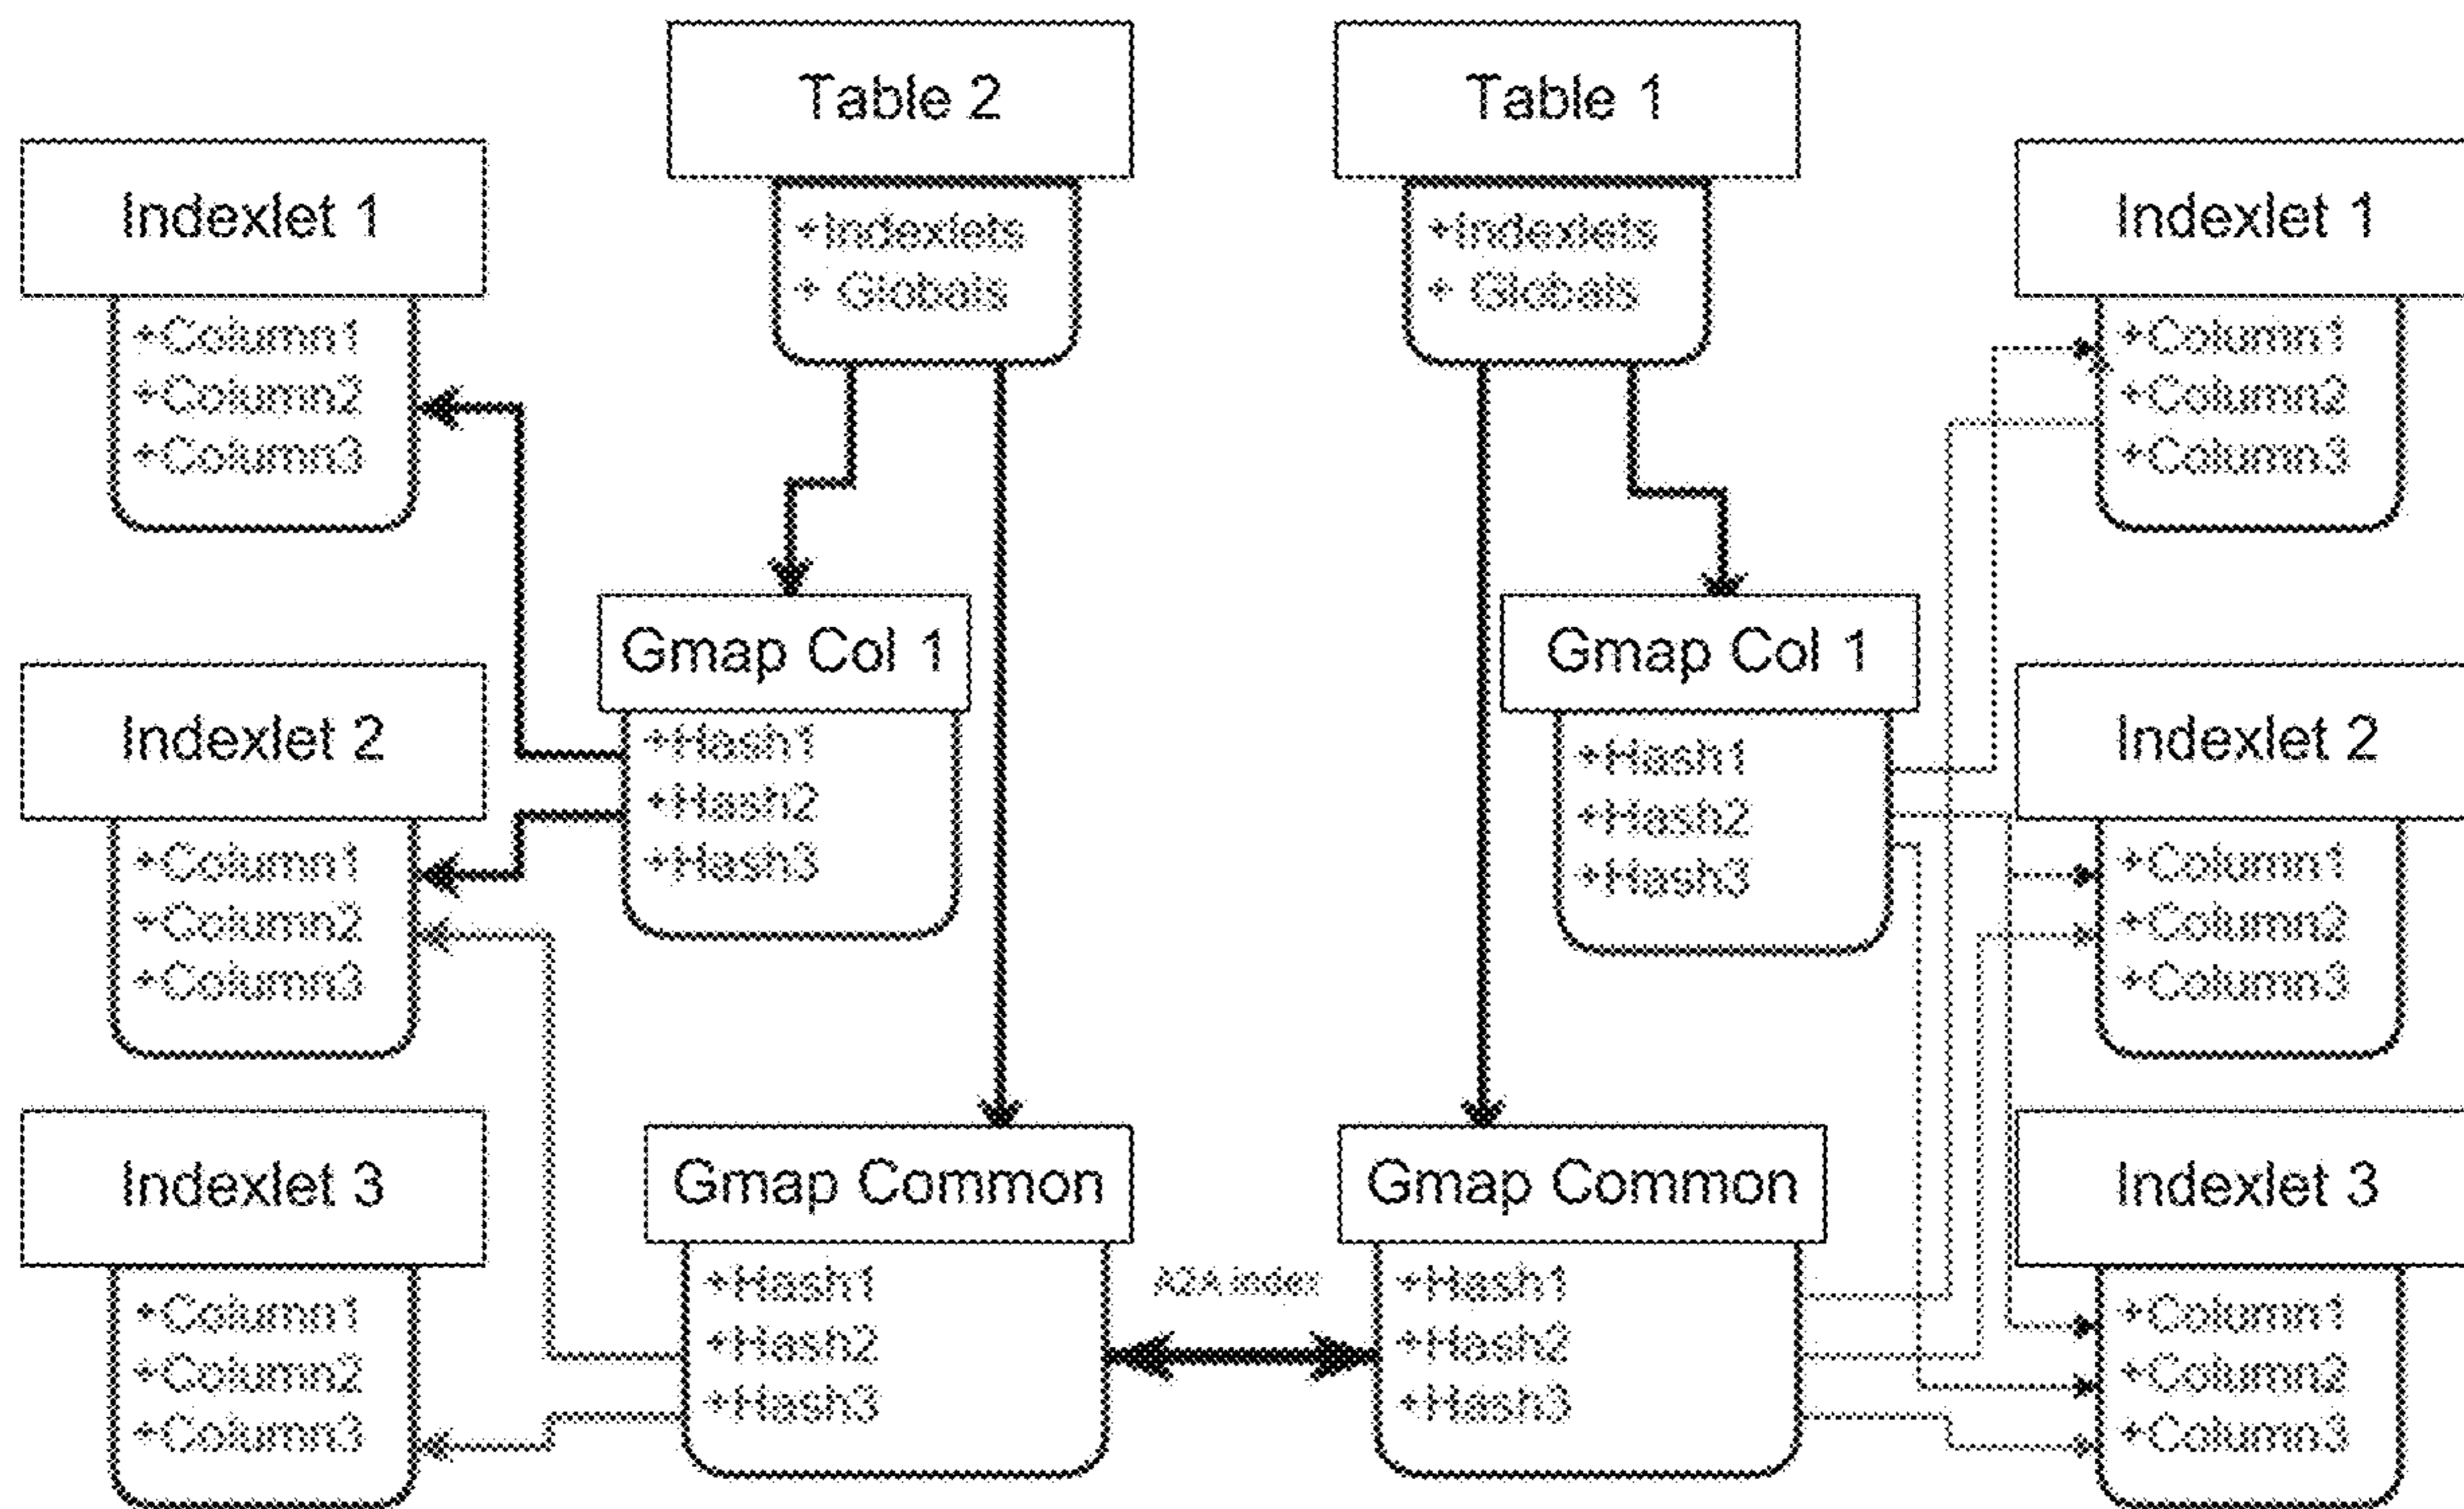 Table 2
+Indexlets
+ Globals
Table 1
+Indexlets
+ Globals
Indexlet 1
+Column1
+Column2
+Column3
Indexlet 1
+Column1
+Column2
+Column3
Gmap Col 1
+Hash1
+Hash2
+Hash3
Gmap Col 1
+Hash1
+Hash2
+Hash3
Indexlet 2
+Column1
+Column2
+Column3
Indexlet 2
+Column1
+Column2
+Column3
Indexlet 3
+Column1
+Column2
+Column3
Gmap Common
+Hash1
+Hash2
+Hash3
A2A index
Gmap Common
+Hash1
+Hash2
+Hash3
Indexlet 3
+Column1
+Column2
+Column3